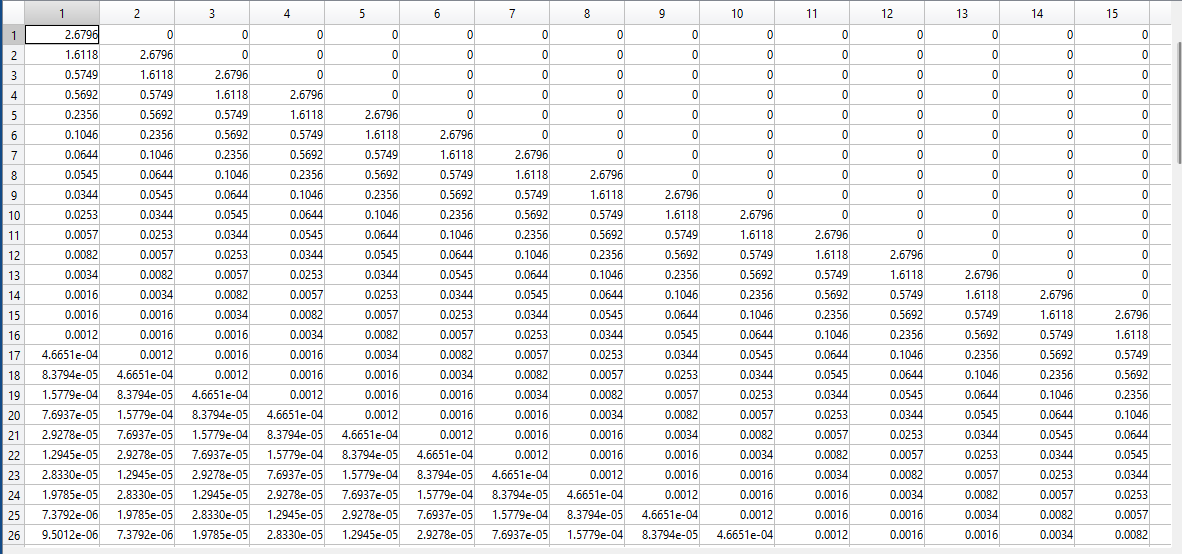 1 2 3 4 5 6 7 8 9 10 11 12 13 14 15
1 2.6796 0 0 0 0 0 0 0 0 0 0 0 0 0 0
2 1.6118 2.6796 0 0 0 0 0 0 0 0 0 0 0 0 0
3 0.5749 1.6118 2.6796 0 0 0 0 0 0 0 0 0 0 0 0
4 0.5692 0.5749 1.6118 2.6796 0 0 0 0 0 0 0 0 0 0 0
5 0.2356 0.5692 0.5749 1.6118 2.6796 0 0 0 0 0 0 0 0 0 0
6 0.1046 0.2356 0.5692 0.5749 1.6118 2.6796 0 0 0 0 0 0 0 0 0
7 0.0644 0.1046 0.2356 0.5692 0.5749 1.6118 2.6796 0 0 0 0 0 0 0 0
8 0.0545 0.0644 0.1046 0.2356 0.5692 0.5749 1.6118 2.6796 0 0 0 0 0 0 0
9 0.0344 0.0545 0.0644 0.1046 0.2356 0.5692 0.5749 1.6118 2.6796 0 0 0 0 0 0
10 0.0253 0.0344 0.0545 0.0644 0.1046 0.2356 0.5692 0.5749 1.6118 2.6796 0 0 0 0 0
11 0.0057 0.0253 0.0344 0.0545 0.0644 0.1046 0.2356 0.5692 0.5749 1.6118 2.6796 0 0 0 0
12 0.0082 0.0057 0.0253 0.0344 0.0545 0.0644 0.1046 0.2356 0.5692 0.5749 1.6118 2.6796 0 0 0
13 0.0034 0.0082 0.0057 0.0253 0.0344 0.0545 0.0644 0.1046 0.2356 0.5692 0.5749 1.6118 2.6796 0 0
14 0.0016 0.0034 0.0082 0.0057 0.0253 0.0344 0.0545 0.0644 0.1046 0.2356 0.5692 0.5749 1.6118 2.6796 0
15 0.0016 0.0016 0.0034 0.0082 0.0057 0.0253 0.0344 0.0545 0.0644 0.1046 0.2356 0.5692 0.5749 1.6118 2.6796
16 0.0012 0.0016 0.0016 0.0034 0.0082 0.0057 0.0253 0.0344 0.0545 0.0644 0.1046 0.2356 0.5692 0.5749 1.6118
17 4.6651e-04 0.0012 0.0016 0.0016 0.0034 0.0082 0.0057 0.0253 0.0344 0.0545 0.0644 0.1046 0.2356 0.5692 0.5749
18 8.3794e-05 4.6651e-04 0.0012 0.0016 0.0016 0.0034 0.0082 0.0057 0.0253 0.0344 0.0545 0.0644 0.1046 0.2356 0.5692
19 1.5779e-04 8.3794e-05 4.6651e-04 0.0012 0.0016 0.0016 0.0034 0.0082 0.0057 0.0253 0.0344 0.0545 0.0644 0.1046 0.2356
20 7.6937e-05 1.5779e-04 8.3794e-05 4.6651e-04 0.0012 0.0016 0.0016 0.0034 0.0082 0.0057 0.0253 0.0344 0.0545 0.0644 0.1046
21 2.9278e-05 7.6937e-05 1.5779e-04 8.3794e-05 4.6651e-04 0.0012 0.0016 0.0016 0.0034 0.0082 0.0057 0.0253 0.0344 0.0545 0.0644
22 1.2945e-05 2.9278e-05 7.6937e-05 1.5779e-04 8.3794e-05 4.6651e-04 0.0012 0.0016 0.0016 0.0034 0.0082 0.0057 0.0253 0.0344 0.0545
23 2.8330e-05 1.2945e-05 2.9278e-05 7.6937e-05 1.5779e-04 8.3794e-05 4.6651e-04 0.0012 0.0016 0.0016 0.0034 0.0082 0.0057 0.0253 0.0344
24 1.9785e-05 2.8330e-05 1.2945e-05 2.9278e-05 7.6937e-05 1.5779e-04 8.3794e-05 4.6651e-04 0.0012 0.0016 0.0016 0.0034 0.0082 0.0057 0.0253
25 7.3792e-06 1.9785e-05 2.8330e-05 1.2945e-05 2.9278e-05 7.6937e-05 1.5779e-04 8.3794e-05 4.6651e-04 0.0012 0.0016 0.0016 0.0034 0.0082 0.0057
26 9.5012e-06 7.3792e-06 1.9785e-05 2.8330e-05 1.2945e-05 2.9278e-05 7.6937e-05 1.5779e-04 8.3794e-05 4.6651e-04 0.0012 0.0016 0.0016 0.0034 0.0082